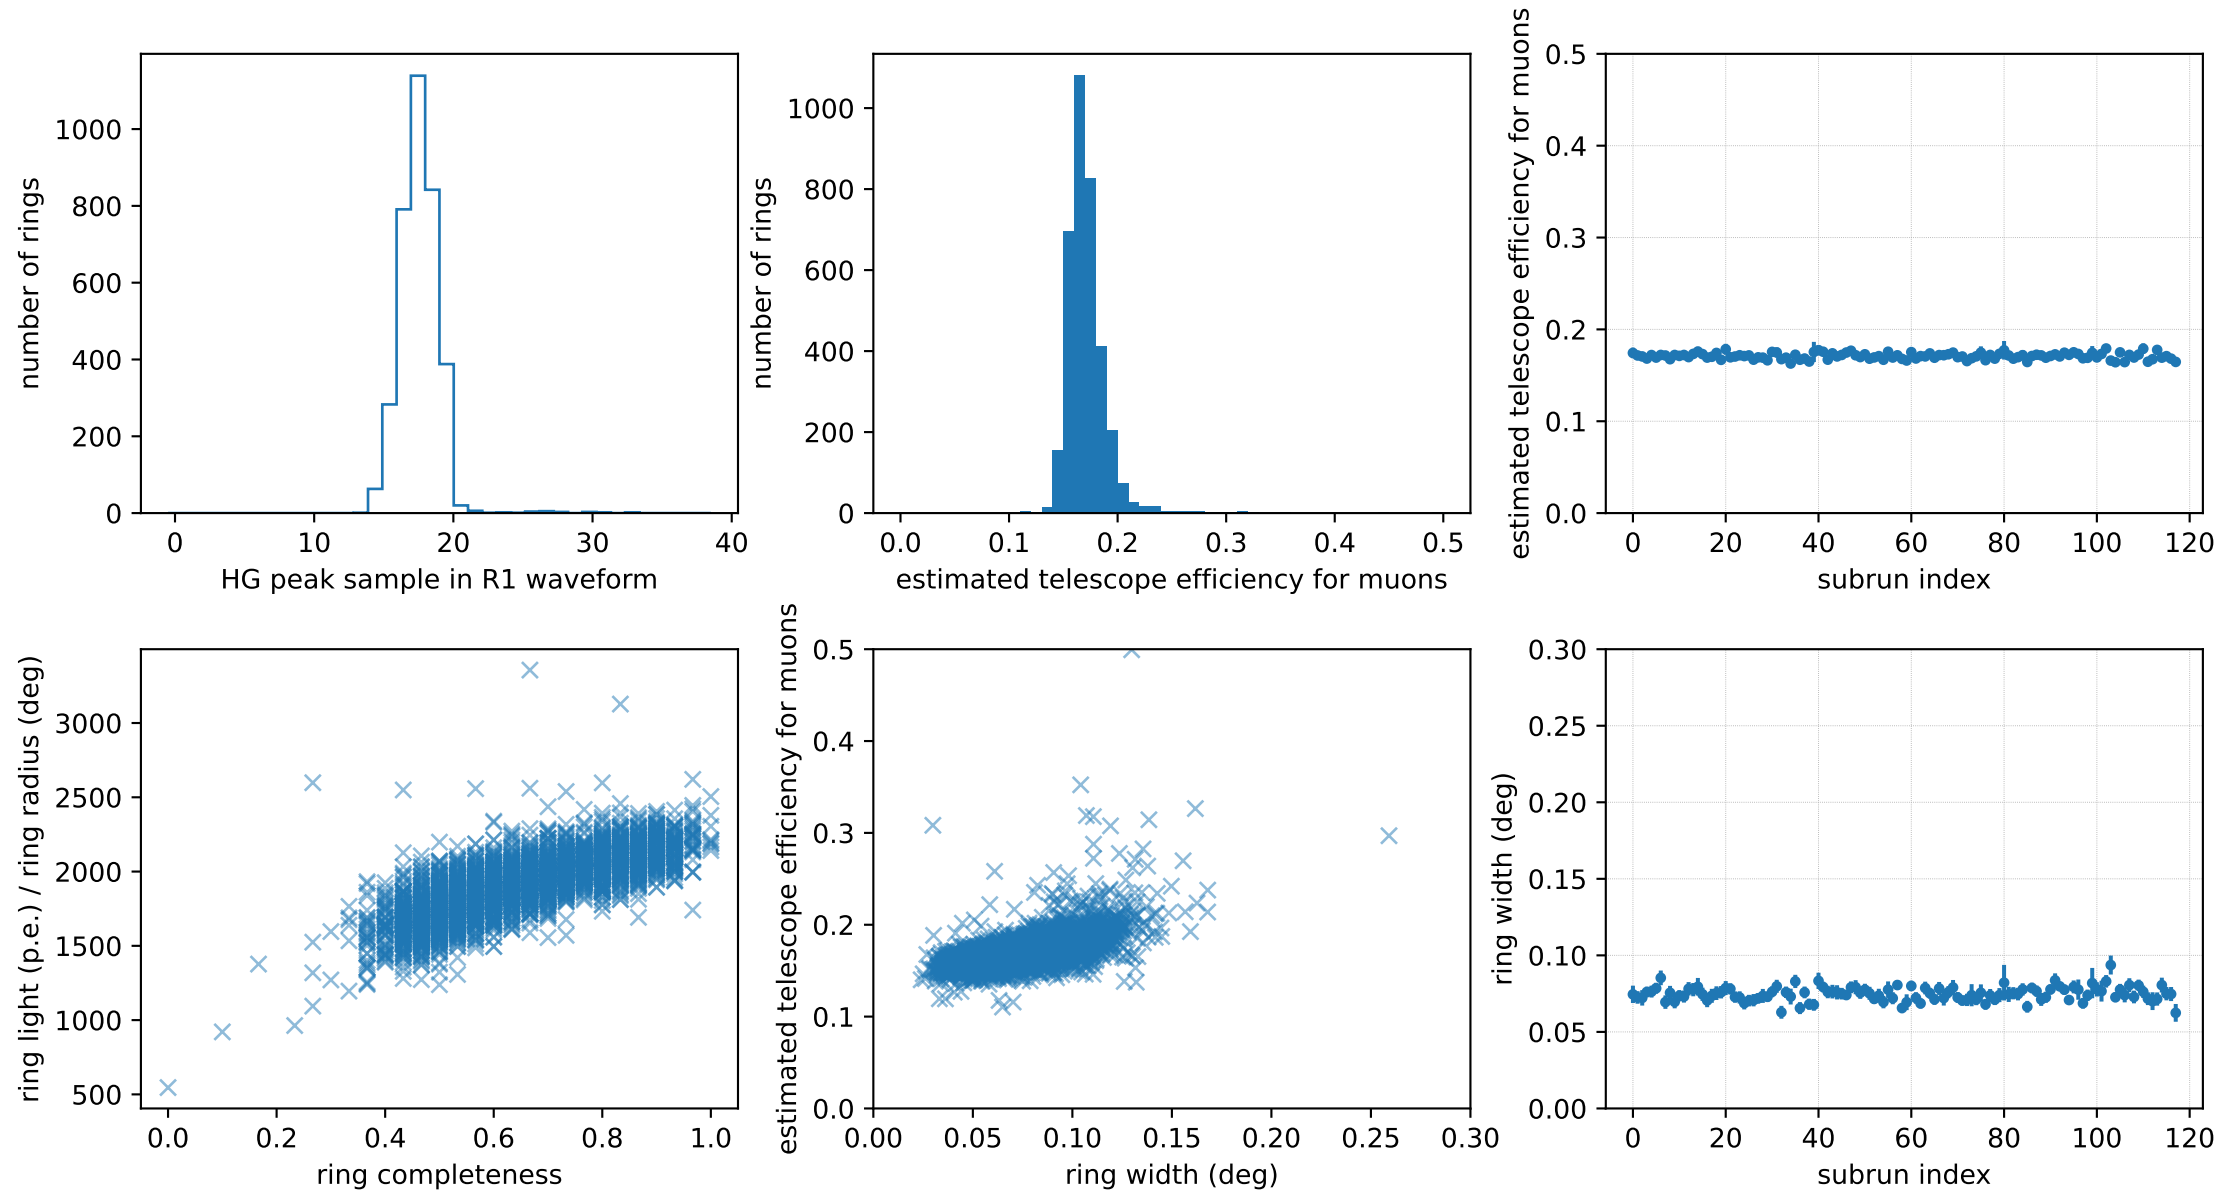 number of rings
1000
800
600
400
200
0
0 10 20 30 40
HG peak sample in R1 waveform
number of rings
1000
800
600
400
200
0
0.0 0.1 0.2 0.3 0.4 0.5
estimated telescope efficiency for muons
estimated telescope efficiency for muons
0.5
0.4
0.3
0.2
0.1
0.0
0 20 40 60 80 100 120
subrun index
ring light (p.e.) / ring radius (deg)
3000
2500
2000
1500
1000
500
0.0 0.2 0.4 0.6 0.8 1.0
ring completeness
estimated telescope efficiency for muons
0.5
0.4
0.3
0.2
0.1
0.0
0.00 0.05 0.10 0.15 0.20 0.25 0.30
ring width (deg)
ring width (deg)
0.30
0.25
0.20
0.15
0.10
0.05
0.00
0 20 40 60 80 100 120
subrun index